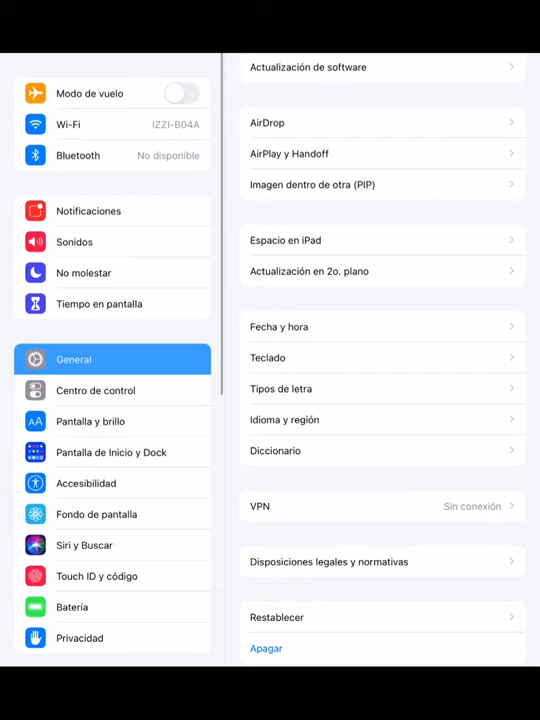 Modo de vuelo
Wi-Fi IZZI-B04A
Bluetooth No disponible
Notificaciones
Sonidos
No molestar
Tiempo en pantalla
General
Centro de control
AA Pantalla y brillo
Pantalla de Inicio y Dock
Accesibilidad
Fondo de pantalla
Siri y Buscar
Touch ID y código
Batería
Privacidad
Actualización de software
AirDrop
AirPlay y Handoff
Imagen dentro de otra (PIP)
Espacio en iPad
Actualización en 2o. plano
Fecha y hora
Teclado
Tipos de letra
Idioma y región
Diccionario
VPN Sin conexión
Disposiciones legales y normativas
Restablecer
Apagar